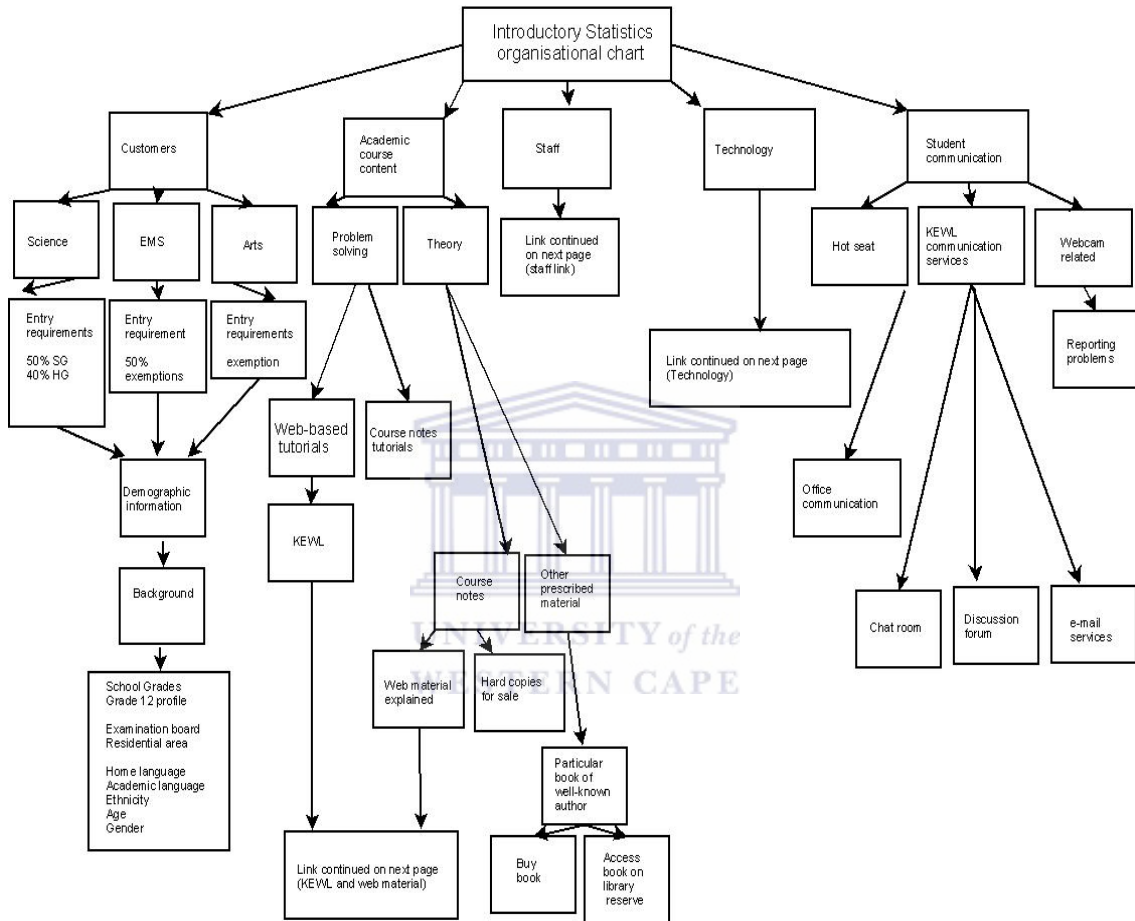 Introductory Statistics
organisational chart
Customers
Academic
course
content
Staff
Technology
Student
communication
Science
EMS
Arts
Problem
solving
Theory
Link continued
on next page
(staff link)
Hot seat
KEWL
communication
services
Webcam
related
Entry
requirements
50% SG
40% HG
Entry
requirement
50%
exemptions
Entry
requirements
exemption
Link continued on next page
(Technology)
Reporting
problems
Web-based
tutorials
Course notes
tutorials
Demographic
information
Office
communication
KEWL
Background
Course
notes
Other
prescribed
material
Chat room
Discussion
forum
e-mail
services
UNIVERSITY of the
WESTERN CAPE
Web material
explained
Hard copies
for sale
School Grades
Grade 12 profile
Examination board
Residential area
Home language
Academic language
Ethnicity
Age
Gender
Particular
book of
well-known
author
Link continued on next page
(KEWL and web material)
Buy
book
Access
book on
library
reserve